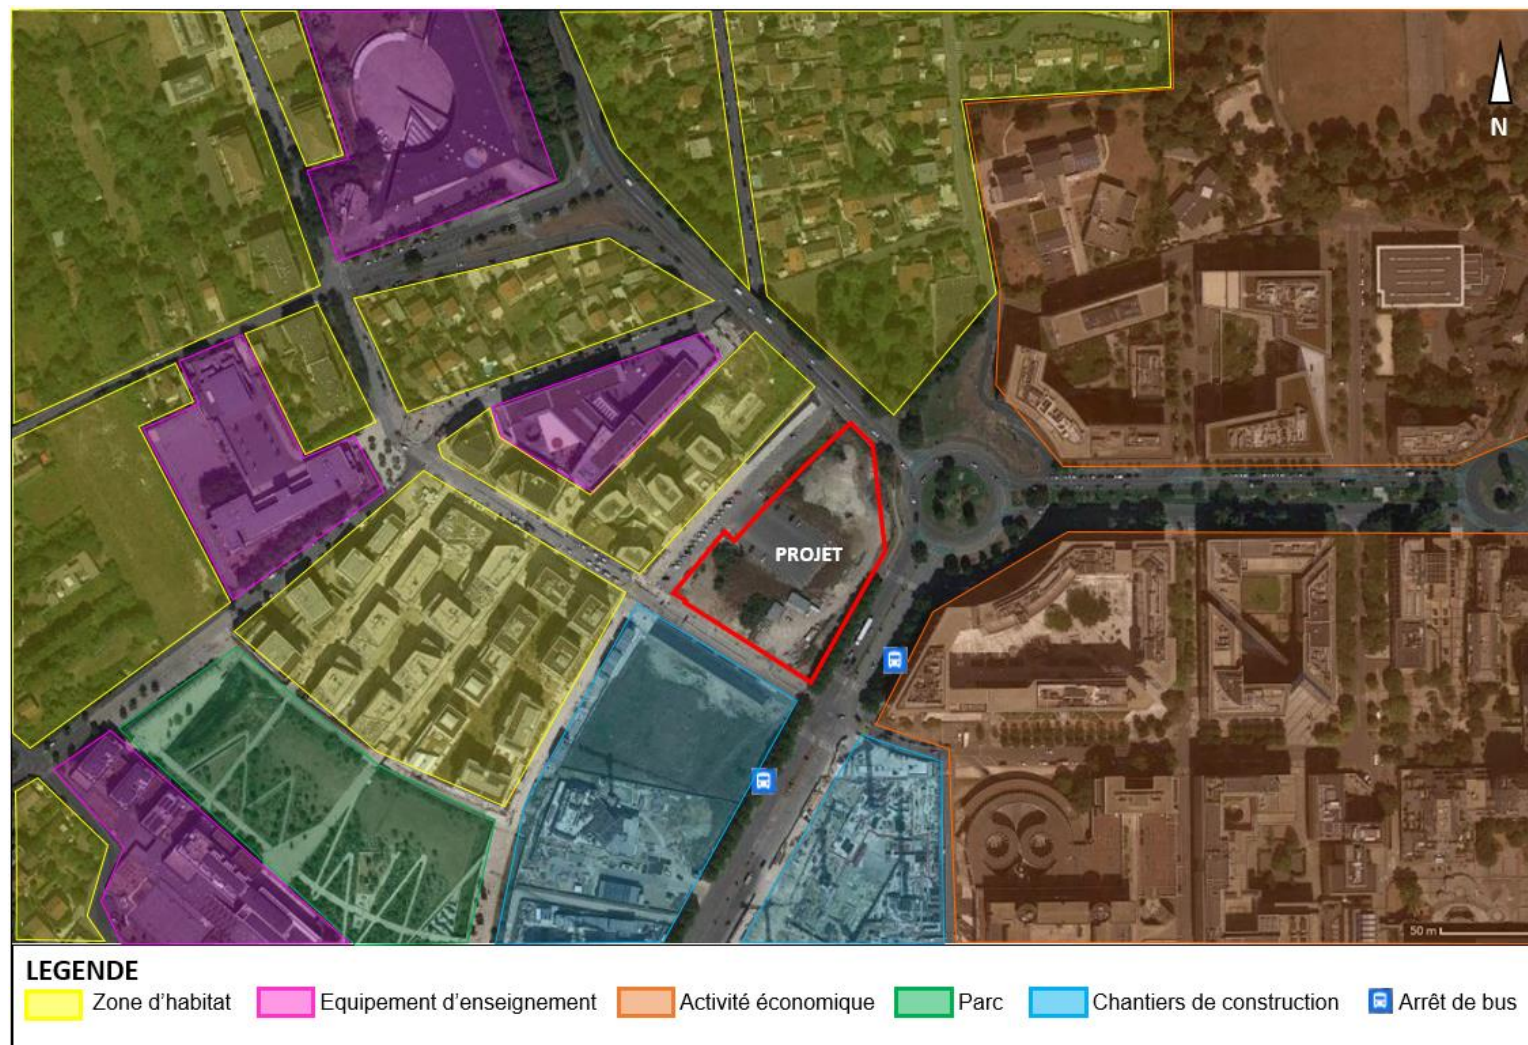 N
PROJET
50 m
LEGENDE
Zone d'habitat
Equipement d'enseignement
Activité économique
Parc
Chantiers de construction
Arrêt de bus